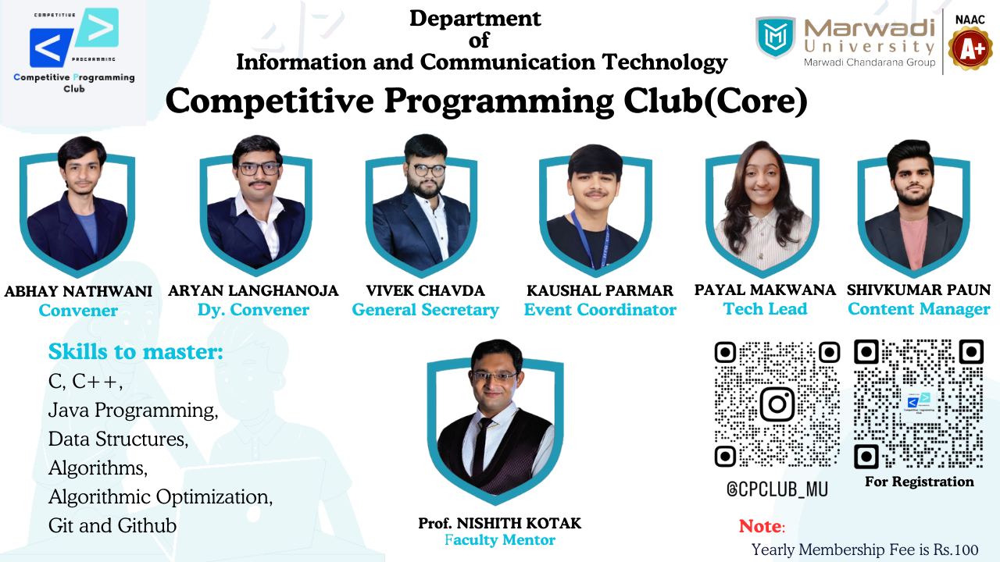 COMPETITIVE
PROGRAMMING
Competitive Programming
Club
Department
of
Information and Communication Technology
Competitive Programming Club(Core)
Marwadi
University
Marwadi Chandarana Group
NAAC
A+
ABHAY NATHWANI
Convener
ARYAN LANGHANOJA
Dy. Convener
VIVEK CHAVDA
General Secretary
KAUSHAL PARMAR
Event Coordinator
PAYAL MAKWANA
Tech Lead
SHIVKUMAR PAUN
Content Manager
Skills to master:
C, C++,
Java Programming,
Data Structures,
Algorithms,
Algorithmic Optimization,
Git and Github
Prof. NISHITH KOTAK
Faculty Mentor
@CPCLUB_MU
Competitive Programming
Club
For Registration
Note:
Yearly Membership Fee is Rs.100